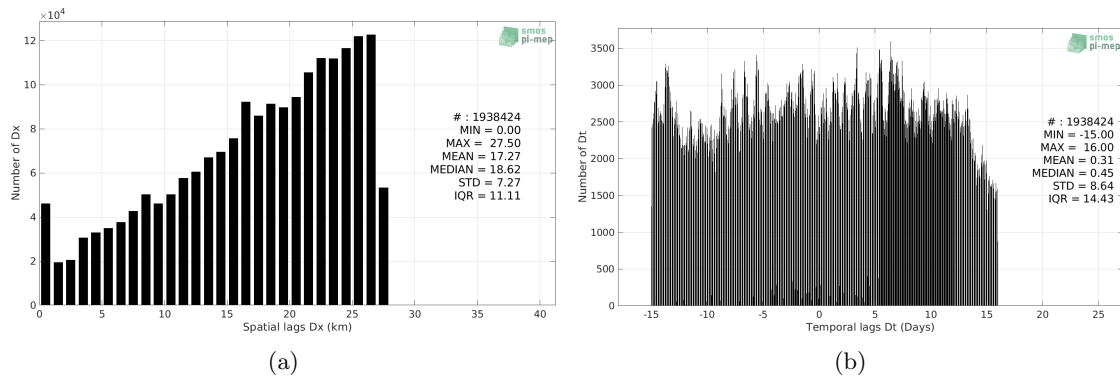 ×10⁴
smos
pi-mep
12
10
8
6
4
2
0
Number of Dx
# : 1938424
MIN = 0.00
MAX = 27.50
MEAN = 17.27
MEDIAN = 18.62
STD = 7.27
IQR = 11.11
0 5 10 15 20 25 30 35 40
Spatial lags Dx (km)
(a)
smos
pi-mep
3500
3000
2500
2000
1500
1000
500
0
Number of Dt
# : 1938424
MIN = -15.00
MAX = 16.00
MEAN = 0.31
MEDIAN = 0.45
STD = 8.64
IQR = 14.43
-15 -10 -5 0 5 10 15 20 25
Temporal lags Dt (Days)
(b)